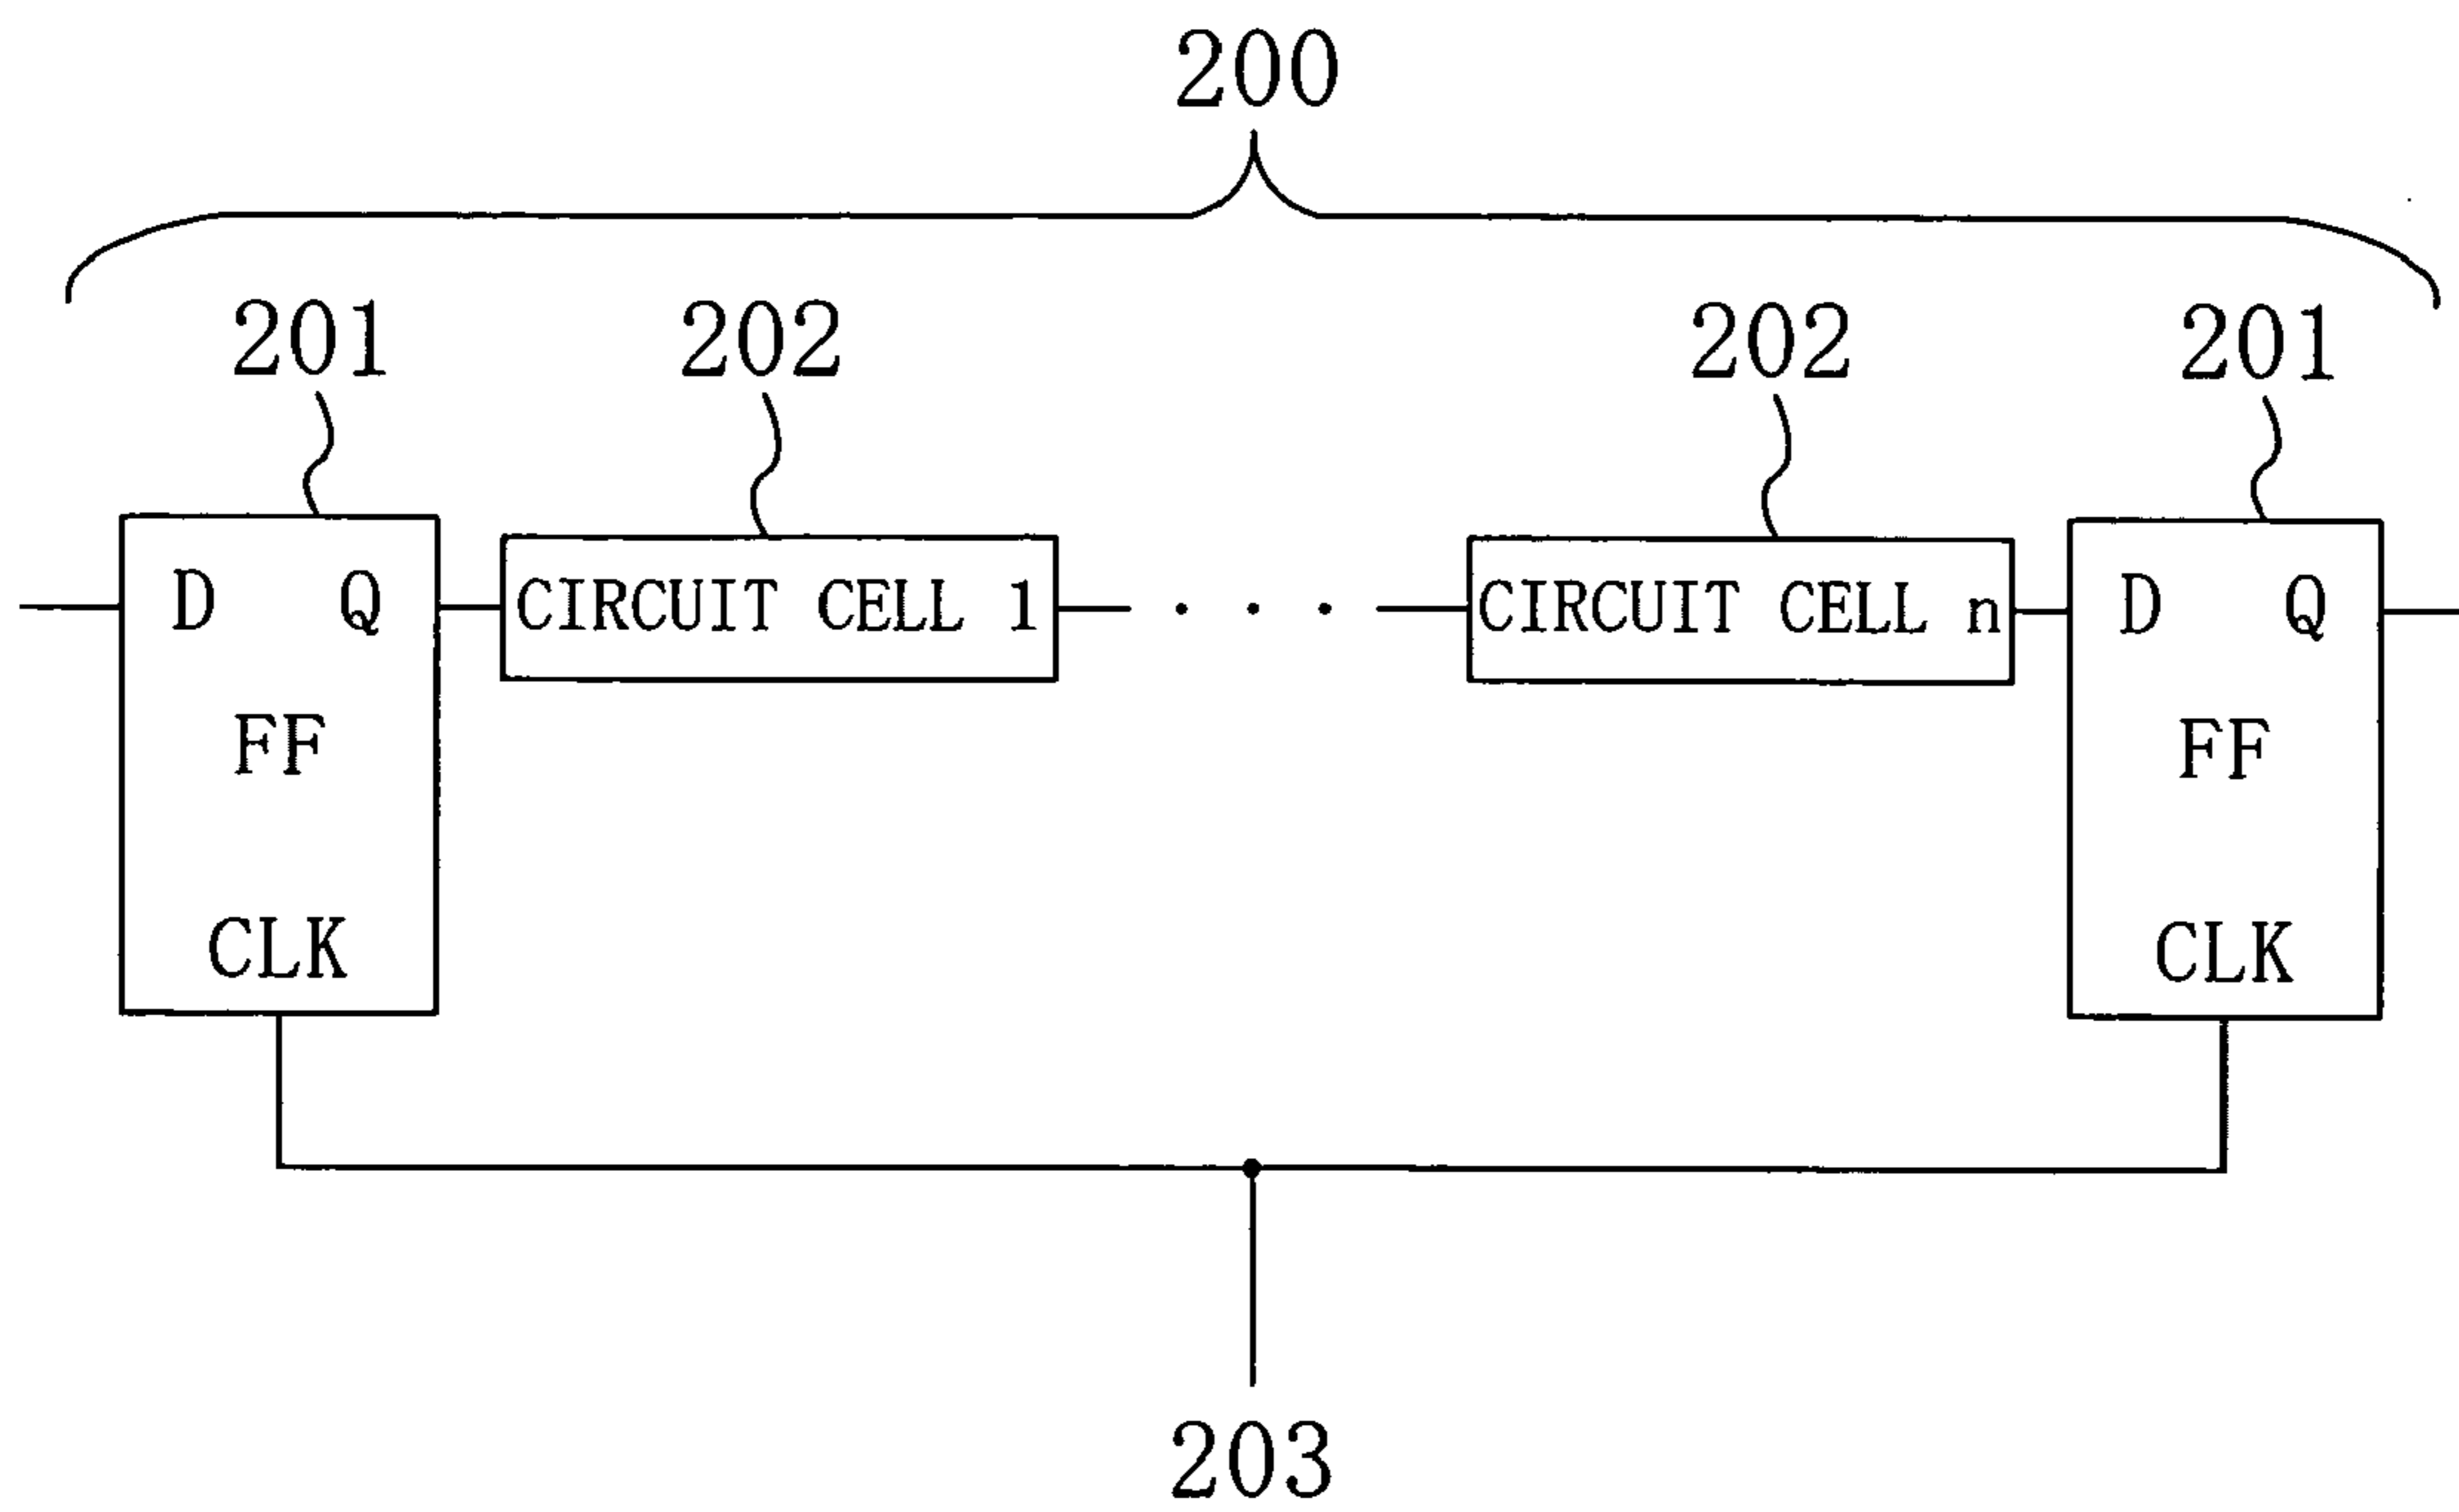 200
201 202 202 201
D Q CIRCUIT CELL 1 CIRCUIT CELL n D Q
FF FF
CLK CLK
203